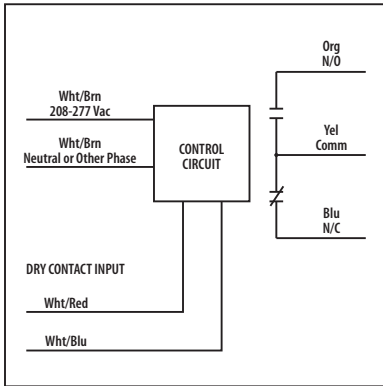 Org
N/O
Wht/Brn
208-277 Vac
Yel
Comm
Wht/Brn
Neutral or Other Phase
CONTROL
CIRCUIT
Blu
N/C
DRY CONTACT INPUT
Wht/Red
Wht/Blu